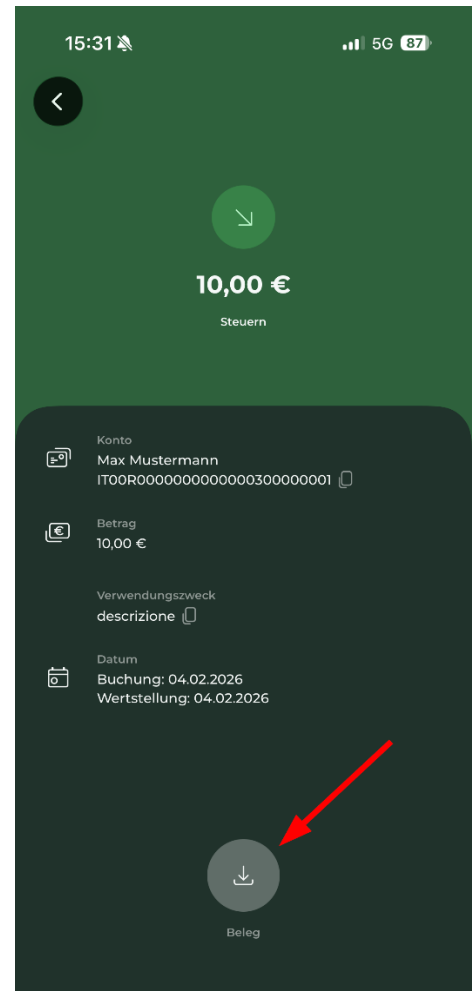 15:31
5G 87
10,00 €
Steuern
Konto
Max Mustermann
IT00R0000000000000300000001
Betrag
10,00 €
Verwendungszweck
descrizione
Datum
Buchung: 04.02.2026
Wertstellung: 04.02.2026
Beleg